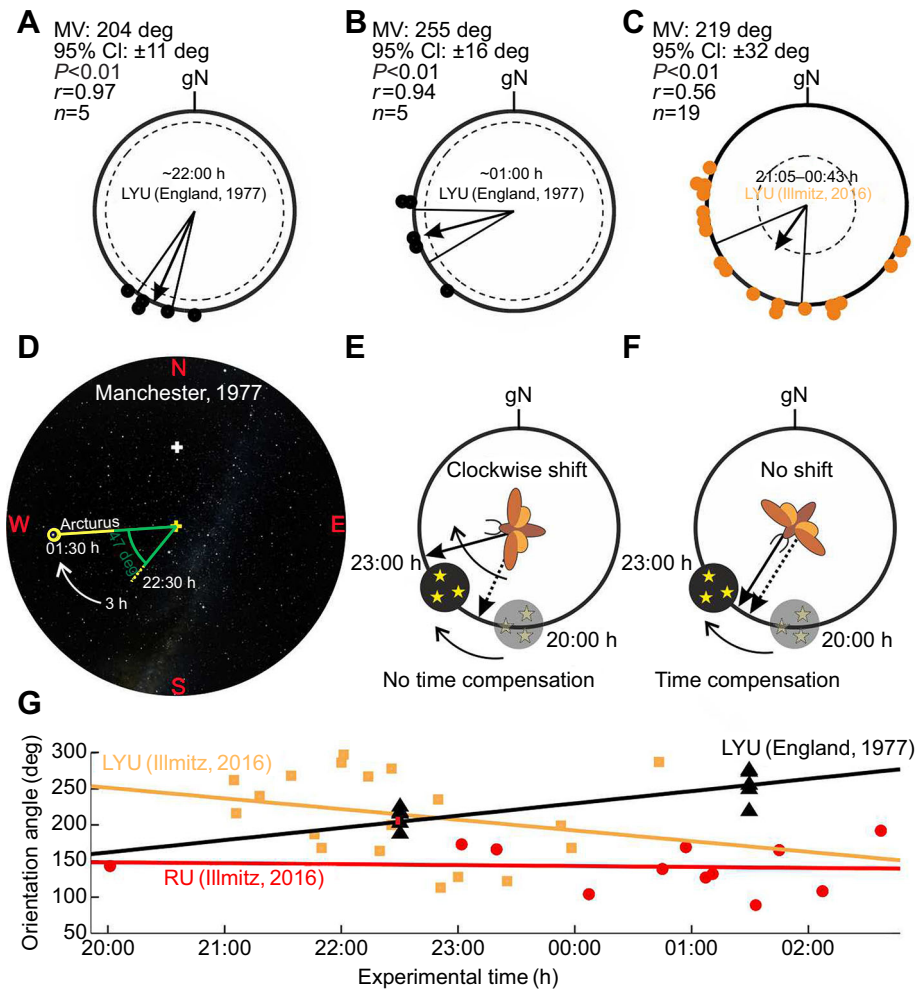 A
MV: 204 deg
95% Cl: ±11 deg
P<0.01
r=0.97
n=5
gN
~22:00 h
LYU (England, 1977)
B
MV: 255 deg
95% Cl: ±16 deg
P<0.01
r=0.94
n=5
gN
~01:00 h
LYU (England, 1977)
C
MV: 219 deg
95% Cl: ±32 deg
P<0.01
r=0.56
n=19
gN
21:05–00:43 h
LYU (Illmitz, 2016)
D
N
Manchester, 1977
W
E
S
Arcturus
01:30 h
47 deg
22:30 h
3 h
E
gN
Clockwise shift
23:00 h
20:00 h
No time compensation
F
gN
No shift
23:00 h
20:00 h
Time compensation
G
LYU (Illmitz, 2016)
LYU (England, 1977)
RU (Illmitz, 2016)
Orientation angle (deg)
300
250
200
150
100
50
20:00 21:00 22:00 23:00 00:00 01:00 02:00
Experimental time (h)